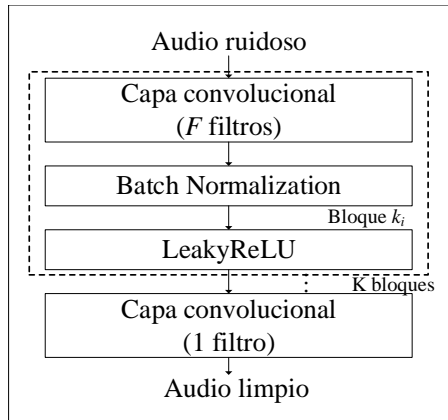 Audio ruidoso
Capa convolucional
(F filtros)
Batch Normalization
Bloque ki
LeakyReLU
⋮
K bloques
Capa convolucional
(1 filtro)
Audio limpio